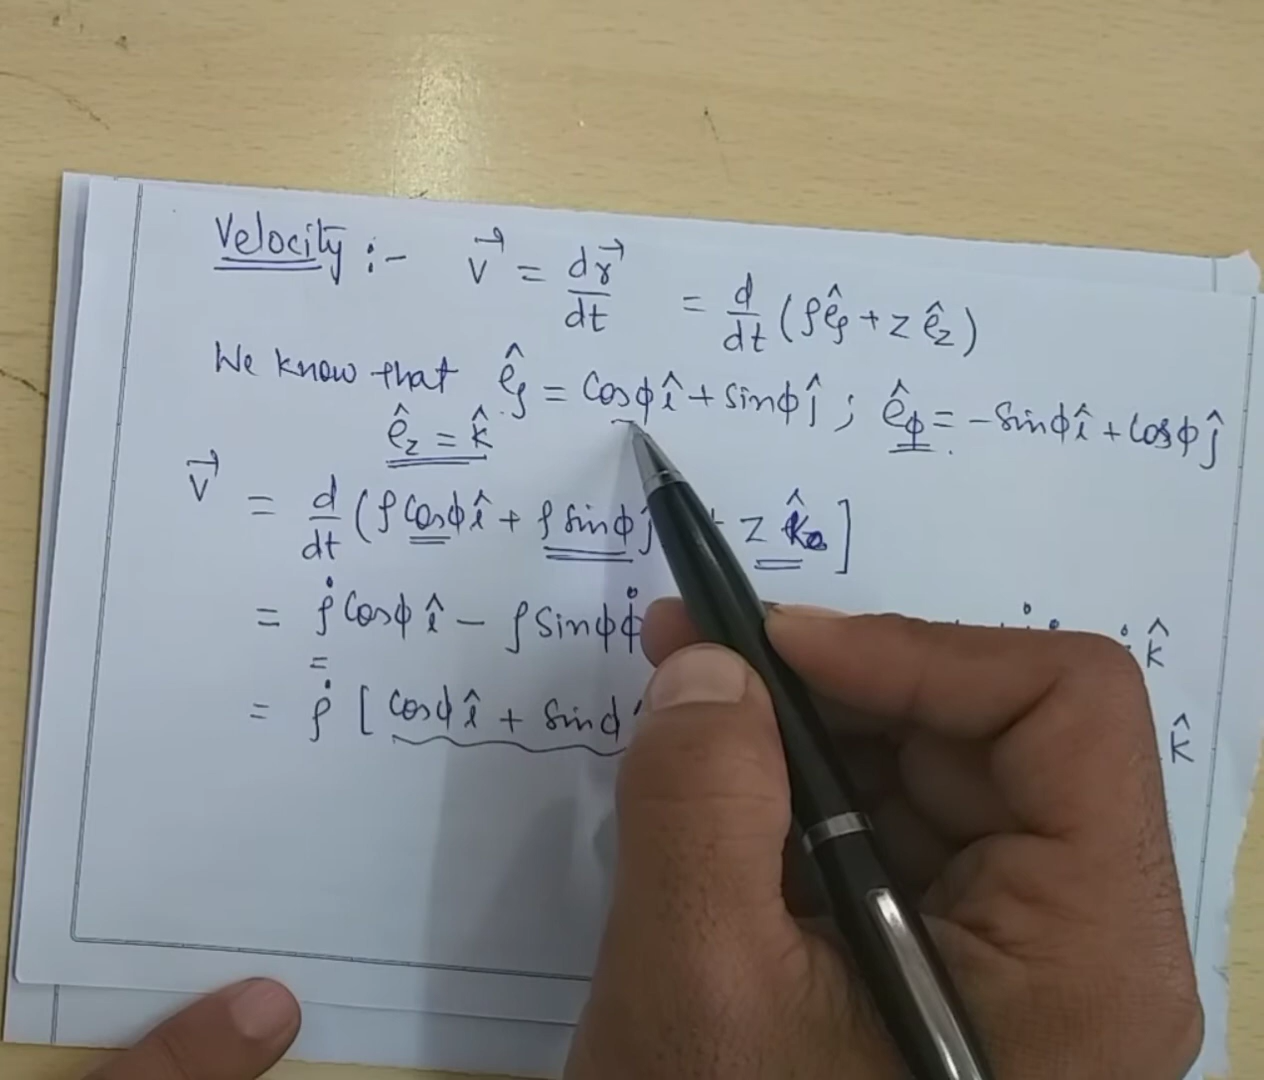 Velocity :- v⃗ = dr⃗/dt = d/dt (ρê_ρ + z ê_z)
We know that ê_ρ = Cosϕ î + Sinϕ ĵ ; ê_ϕ = -Sinϕ î + Cosϕ ĵ
ê_z = k̂
v⃗ = d/dt (ρ Cosϕ î + ρ Sinϕ ĵ + z k̂ ]
= ρ̇ Cosϕ î - ρ Sinϕ ϕ̇ k̂
= ρ̇ [ Cosϕ î + Sinϕ k̂